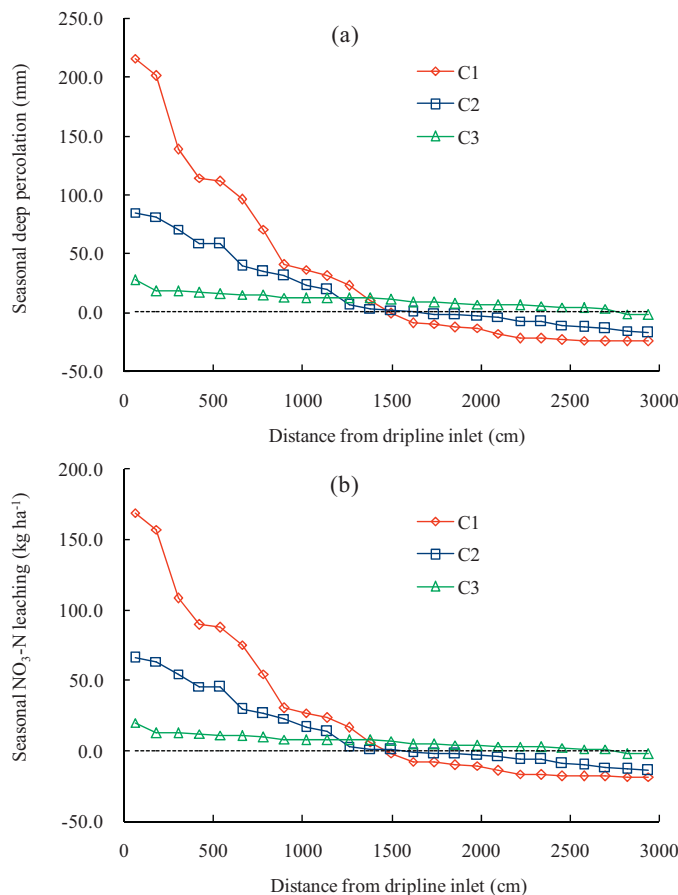 (a)
250.0
200.0
150.0
100.0
50.0
0.0
-50.0
Seasonal deep percolation (mm)
C1
C2
C3
0 500 1000 1500 2000 2500 3000
Distance from dripline inlet (cm)
(b)
200.0
150.0
100.0
50.0
0.0
-50.0
Seasonal NO₃-N leaching (kg ha⁻¹)
C1
C2
C3
0 500 1000 1500 2000 2500 3000
Distance from dripline inlet (cm)